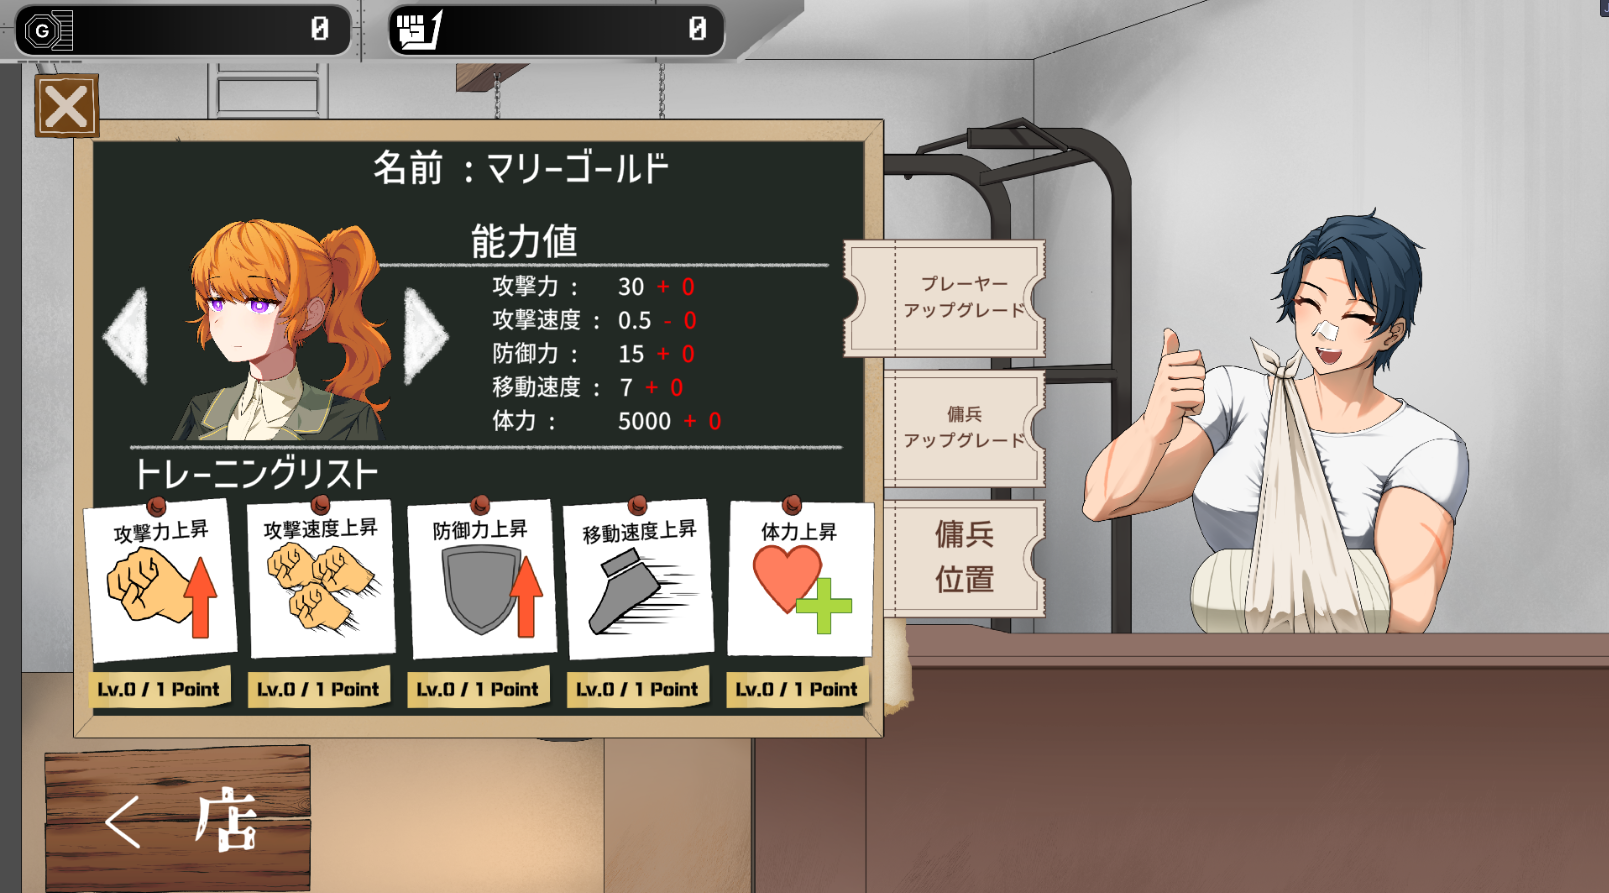 G 0 0
名前 : マリーゴールド
能力値
攻撃力 : 30 + 0
攻撃速度 : 0.5 - 0
防御力 : 15 + 0
移動速度 : 7 + 0
体力 : 5000 + 0
プレーヤー
アップグレード
傭兵
アップグレード
傭兵
位置
トレーニングリスト
攻撃力上昇 攻撃速度上昇 防御力上昇 移動速度上昇 体力上昇
Lv.0 / 1 Point Lv.0 / 1 Point Lv.0 / 1 Point Lv.0 / 1 Point Lv.0 / 1 Point
< 店